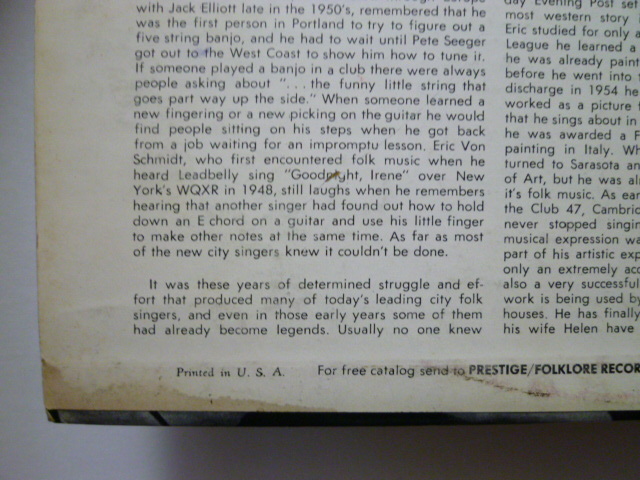 with Jack Elliott late in the 1950's, remembered that he
was the first person in Portland to try to figure out a
five string banjo, and he had to wait until Pete Seeger
got out to the West Coast to show him how to tune it.
If someone played a banjo in a club there were always
people asking about "... the funny little string that
goes part way up the side." When someone learned a
new fingering or a new picking on the guitar he would
find people sitting on his steps when he got back
from a job waiting for an impromptu lesson. Eric Von
Schmidt, who first encountered folk music when he
heard Leadbelly sing "Goodnight, Irene" over New
York's WQXR in 1948, still laughs when he remembers
hearing that another singer had found out how to hold
down an E chord on a guitar and use his little finger
to make other notes at the same time. As far as most
of the new city singers knew it couldn't be done.
It was these years of determined struggle and ef-
fort that produced many of today's leading city folk
singers, and even in those early years some of them
had already become legends. Usually no one knew
day Evening Post set
most western story
Eric studied for only a
League he learned a
he was already paint
before he went into
discharge in 1954 he
worked as a picture f
that he sings about in
he was awarded a F
painting in Italy. Wh
turned to Sarasota an
of Art, but he was al
it's folk music. As ear
the Club 47, Cambric
never stopped singin
musical expression wa
part of his artistic exp
only an extremely acc
also a very successful
work is being used by
houses. He has finally
his wife Helen have
Printed in U. S. A. For free catalog send to PRESTIGE/FOLKLORE RECOR